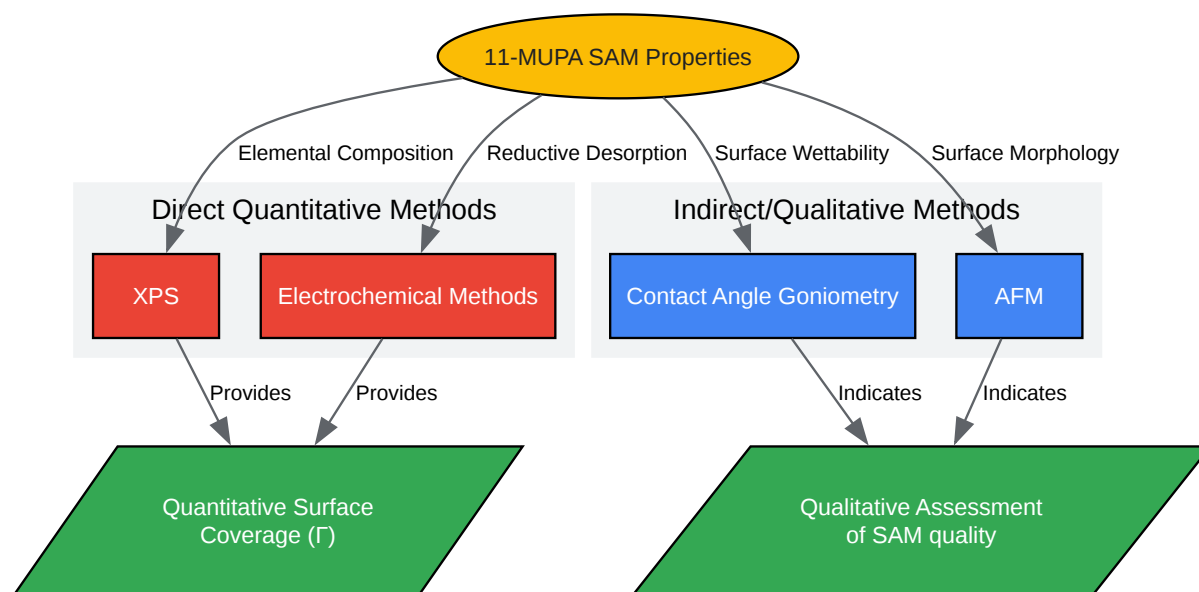 11-MUPA SAM Properties
Elemental Composition
Reductive Desorption
Surface Wettability
Surface Morphology
Direct Quantitative Methods
Indirect/Qualitative Methods
XPS
Electrochemical Methods
Contact Angle Goniometry
AFM
Provides
Provides
Indicates
Indicates
Quantitative Surface
Coverage (Γ)
Qualitative Assessment
of SAM quality